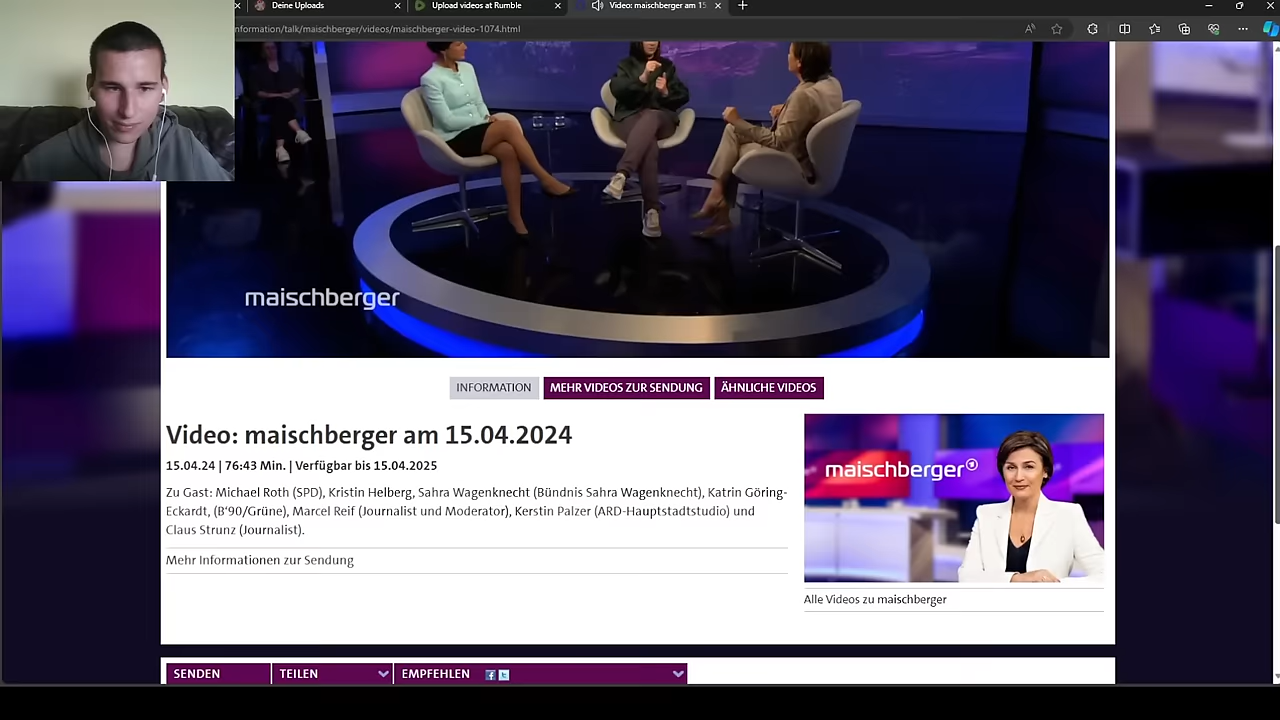 Deine Uploads
Upload videos at Rumble
Video: maischberger am 15
nformation/talk/maischberger/videos/maischberger-video-1074.html
maischberger
INFORMATION
MEHR VIDEOS ZUR SENDUNG
ÄHNLICHE VIDEOS
Video: maischberger am 15.04.2024
15.04.24 | 76:43 Min. | Verfügbar bis 15.04.2025
Zu Gast: Michael Roth (SPD), Kristin Helberg, Sahra Wagenknecht (Bündnis Sahra Wagenknecht), Katrin Göring-
Eckardt, (B'90/Grüne), Marcel Reif (Journalist und Moderator), Kerstin Palzer (ARD-Hauptstadtstudio) und
Claus Strunz (Journalist).
Mehr Informationen zur Sendung
maischberger
Alle Videos zu maischberger
SENDEN
TEILEN
EMPFEHLEN